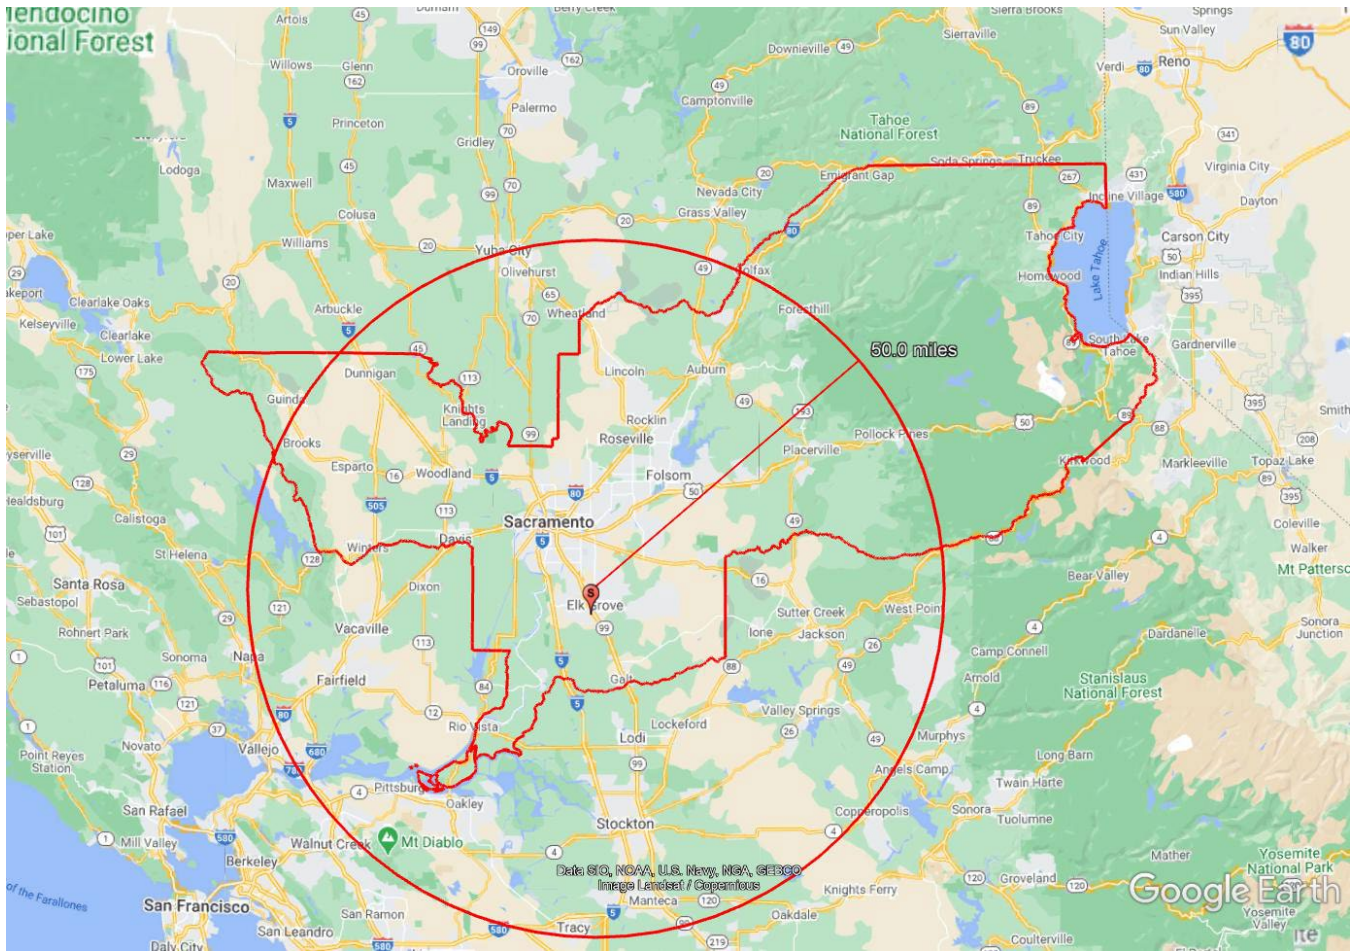 Mendocino
National Forest
Artois
Durham
Berry Creek
Sierra Brooks
Springs
Sierraville
Sun Valley
Downieville
Verdi
Reno
Willows
Glenn
Oroville
Camptonville
Palermo
Princeton
Gridley
Tahoe
National Forest
Lodoga
Maxwell
Soda Springs
Truckee
Emigrant Gap
Virginia City
Nevada City
Incline Village
Colusa
Grass Valley
Dayton
Upper Lake
Williams
Yuba City
Tahoe City
Carson City
Olivehurst
Colfax
Homewood
Lake Tahoe
Indian Hills
Lakeport
Clearlake Oaks
Arbuckle
Wheatland
Foresthill
Kelseyville
Clearlake
Lower Lake
50.0 miles
South Lake
Tahoe
Gardnerville
Dunnigan
Lincoln
Auburn
Guinda
Knights
Landing
Rocklin
Smith
Brooks
Roseville
Pollock Pines
Placerville
Kirkwood
Markleeville
Topaz Lake
Esparto
Woodland
Folsom
Healdsburg
Calistoga
Sacramento
Coleville
St Helena
Winters
Davis
Walker
Mt Patterson
Santa Rosa
Dixon
Bear Valley
Sebastopol
S
Elk Grove
Sutter Creek
West Point
Rohnert Park
Vacaville
Ione
Jackson
Dardanelle
Sonora
Junction
Sonoma
Napa
Camp Connell
Petaluma
Fairfield
Galt
Arnold
Stanislaus
National Forest
Valley Springs
Rio Vista
Lockeford
Novato
Vallejo
Lodi
Murphys
Long Barn
Point Reyes
Station
Angels Camp
Twain Harte
Pittsburg
Oakley
San Rafael
Copperopolis
Sonora
Tuolumne
Stockton
Mill Valley
Walnut Creek
Mt Diablo
Berkeley
Data SIO, NOAA, U.S. Navy, NGA, GEBCO
Image Landsat / Copernicus
Mather
Yosemite
National Park
of the Farallones
Knights Ferry
Groveland
Google Earth
San Francisco
Manteca
San Ramon
Oakdale
Yosemite
Valley
San Leandro
Tracy
Daly City
Coulterville